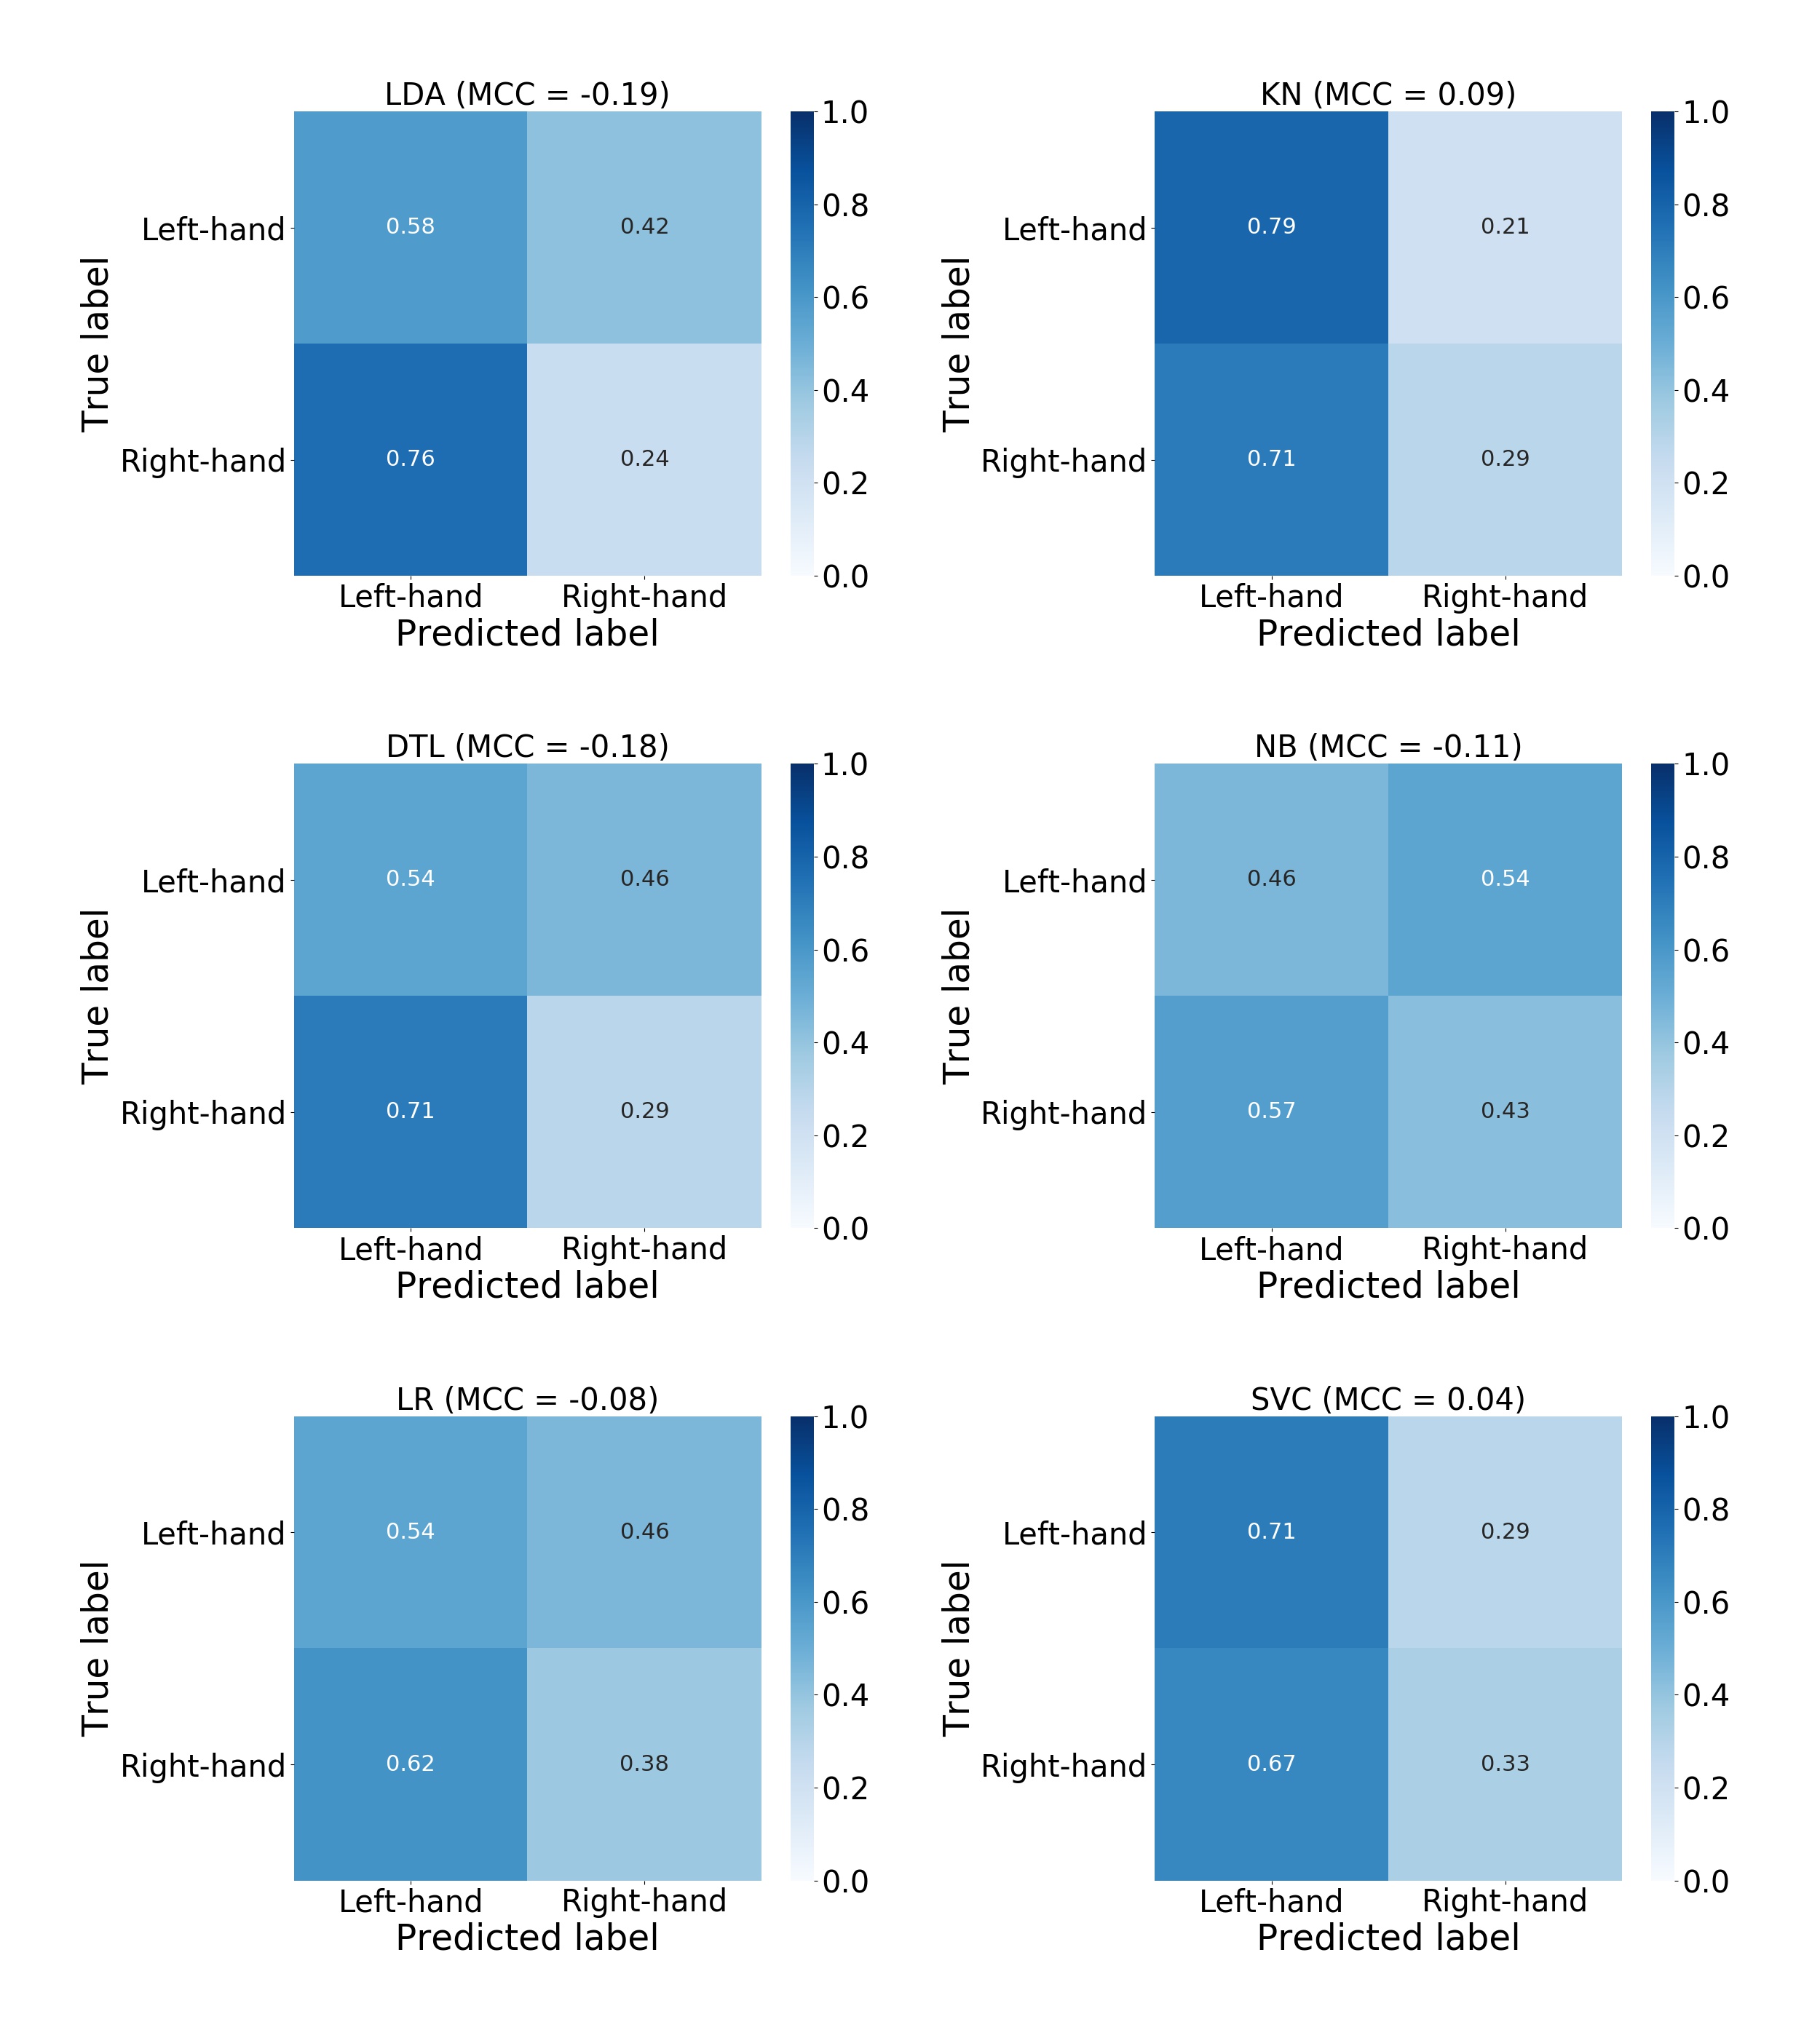 LDA (MCC = -0.19)
1.0
0.8
0.6
0.4
0.2
0.0
True label
Left-hand
Right-hand
0.58 0.42
0.76 0.24
Left-hand Right-hand
Predicted label
KN (MCC = 0.09)
1.0
0.8
0.6
0.4
0.2
0.0
True label
Left-hand
Right-hand
0.79 0.21
0.71 0.29
Left-hand Right-hand
Predicted label
DTL (MCC = -0.18)
1.0
0.8
0.6
0.4
0.2
0.0
True label
Left-hand
Right-hand
0.54 0.46
0.71 0.29
Left-hand Right-hand
Predicted label
NB (MCC = -0.11)
1.0
0.8
0.6
0.4
0.2
0.0
True label
Left-hand
Right-hand
0.46 0.54
0.57 0.43
Left-hand Right-hand
Predicted label
LR (MCC = -0.08)
1.0
0.8
0.6
0.4
0.2
0.0
True label
Left-hand
Right-hand
0.54 0.46
0.62 0.38
Left-hand Right-hand
Predicted label
SVC (MCC = 0.04)
1.0
0.8
0.6
0.4
0.2
0.0
True label
Left-hand
Right-hand
0.71 0.29
0.67 0.33
Left-hand Right-hand
Predicted label